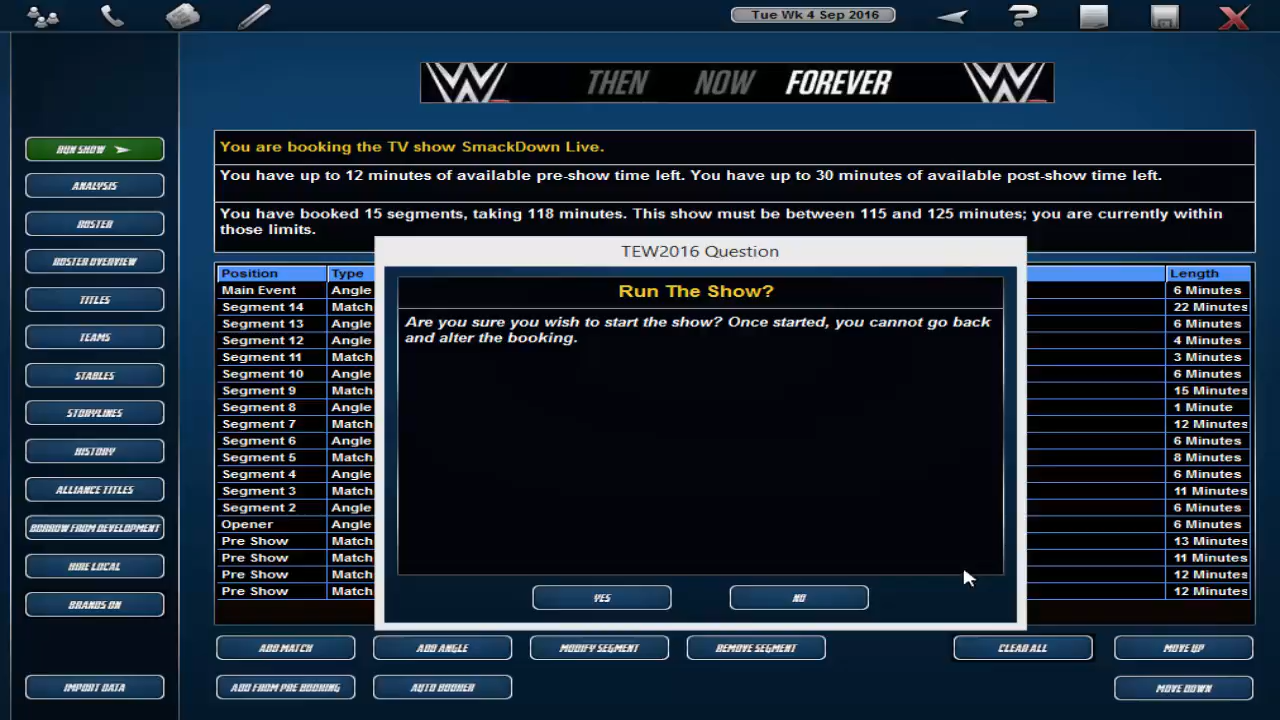 Tue Wk 4 Sep 2016
THEN NOW FOREVER
You are booking the TV show SmackDown Live.
You have up to 12 minutes of available pre-show time left. You have up to 30 minutes of available post-show time left.
You have booked 15 segments, taking 118 minutes. This show must be between 115 and 125 minutes; you are currently within
those limits.
RUN SHOW
ANALYSIS
ROSTER
ROSTER OVERVIEW
TITLES
TEAMS
STABLES
STORYLINES
HISTORY
ALLIANCE TITLES
BORROW FROM DEVELOPMENT
HIRE LOCAL
BRANDS ON
IMPORT DATA
Position Type Length
Main Event Angle 6 Minutes
Segment 14 Match 22 Minutes
Segment 13 Angle 6 Minutes
Segment 12 Angle 4 Minutes
Segment 11 Match 3 Minutes
Segment 10 Angle 6 Minutes
Segment 9 Match 15 Minutes
Segment 8 Angle 1 Minute
Segment 7 Match 12 Minutes
Segment 6 Angle 6 Minutes
Segment 5 Match 8 Minutes
Segment 4 Angle 6 Minutes
Segment 3 Match 11 Minutes
Segment 2 Angle 6 Minutes
Opener Angle 6 Minutes
Pre Show Match 13 Minutes
Pre Show Match 11 Minutes
Pre Show Match 12 Minutes
Pre Show Match 12 Minutes
TEW2016 Question
Run The Show?
Are you sure you wish to start the show? Once started, you cannot go back
and alter the booking.
YES NO
ADD MATCH ADD ANGLE MODIFY SEGMENT REMOVE SEGMENT CLEAR ALL MOVE UP
ADD FROM PRE BOOKING AUTO BOOKER MOVE DOWN